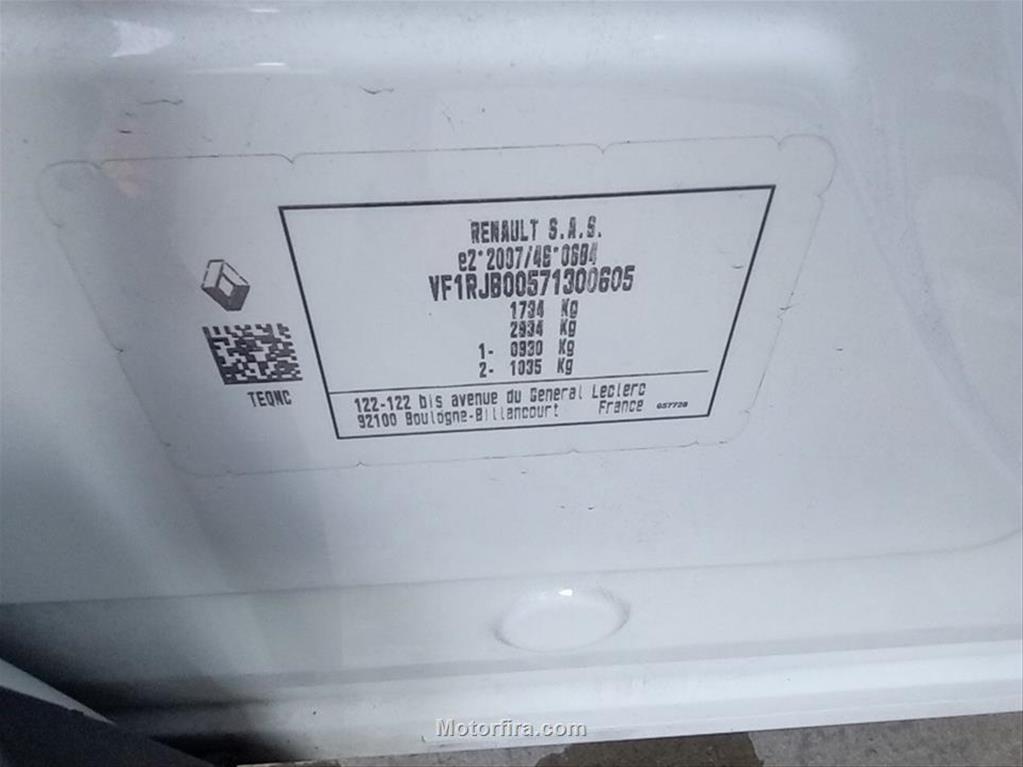 RENAULT S.A.S.
e2*2007/46*0684
VF1RJB00571300605
1734 Kg
2934 Kg
1- 0930 Kg
2- 1035 Kg
TEQNC
122-122 bis avenue du General Leclerc
92100 Boulogne-Billancourt France 657720
Motorfira.com